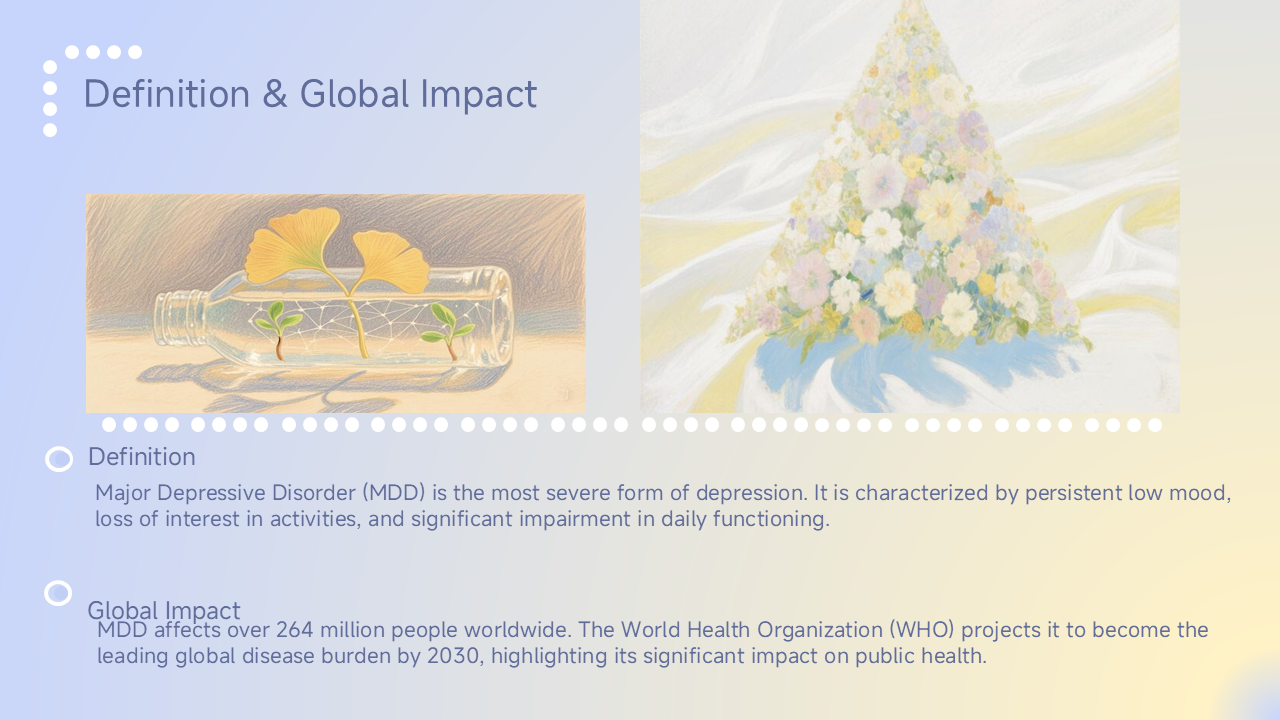 Definition & Global Impact
Definition
Major Depressive Disorder (MDD) is the most severe form of depression. It is characterized by persistent low mood,
loss of interest in activities, and significant impairment in daily functioning.
Global Impact
MDD affects over 264 million people worldwide. The World Health Organization (WHO) projects it to become the
leading global disease burden by 2030, highlighting its significant impact on public health.